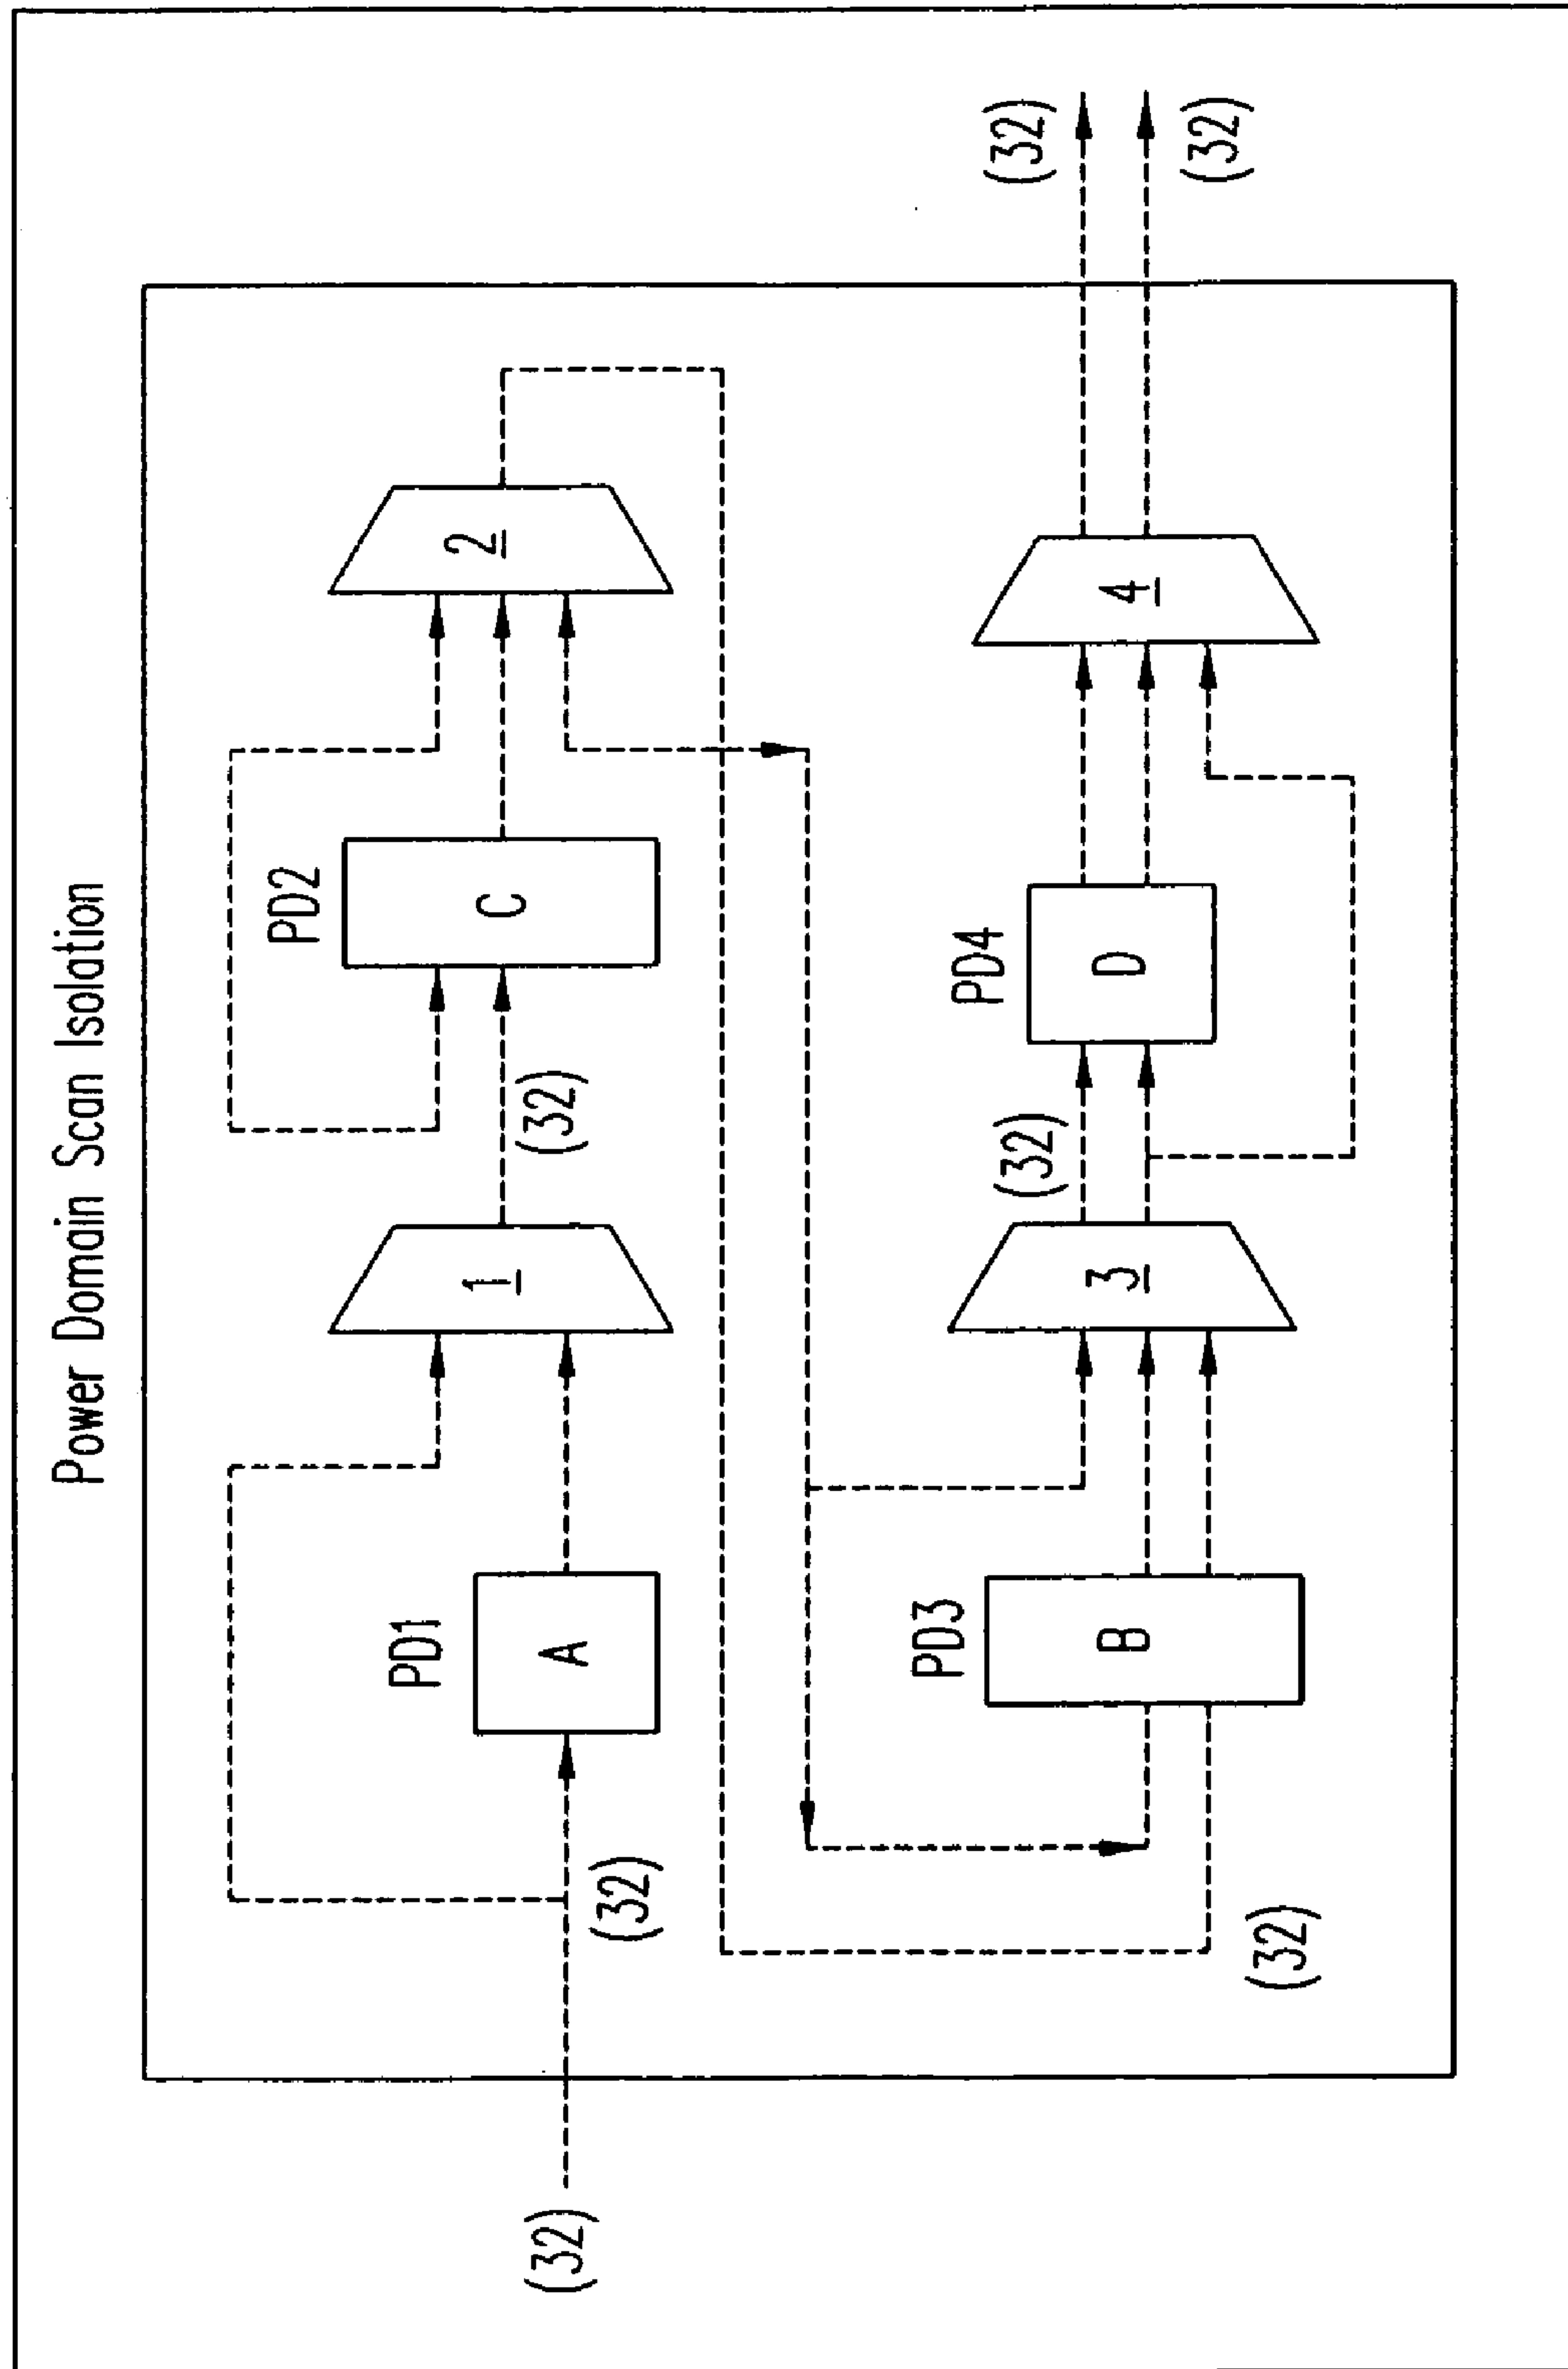 Power Domain Scan Isolation
PD1
A
1
PD2
C
2
(32)
(32)
(32)
PD3
B
3
PD4
D
4
(32)
(32)
(32)
(32)